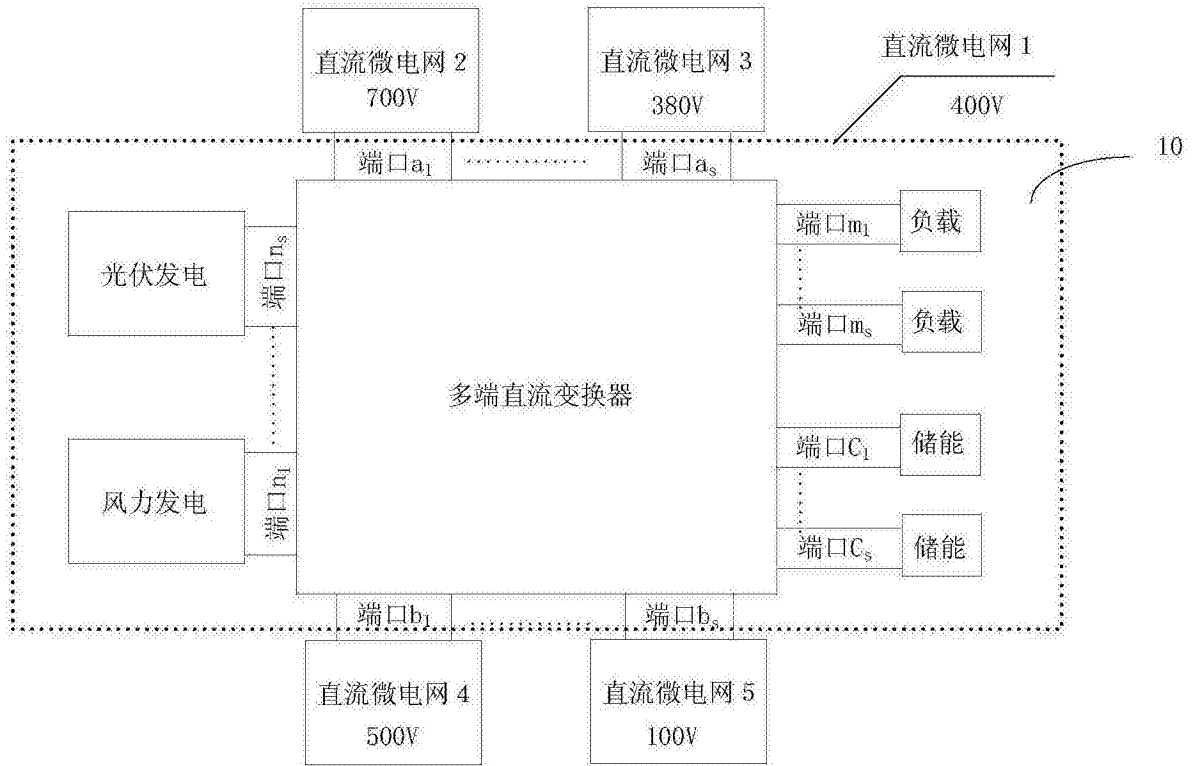 直流微电网 2
700V
直流微电网 3
380V
直流微电网 1
400V
10
端口a1
端口as
光伏发电
端口ns
端口m1
负载
端口ms
负载
多端直流变换器
风力发电
端口n1
端口C1
储能
端口Cs
储能
端口b1
端口bs
直流微电网 4
500V
直流微电网 5
100V